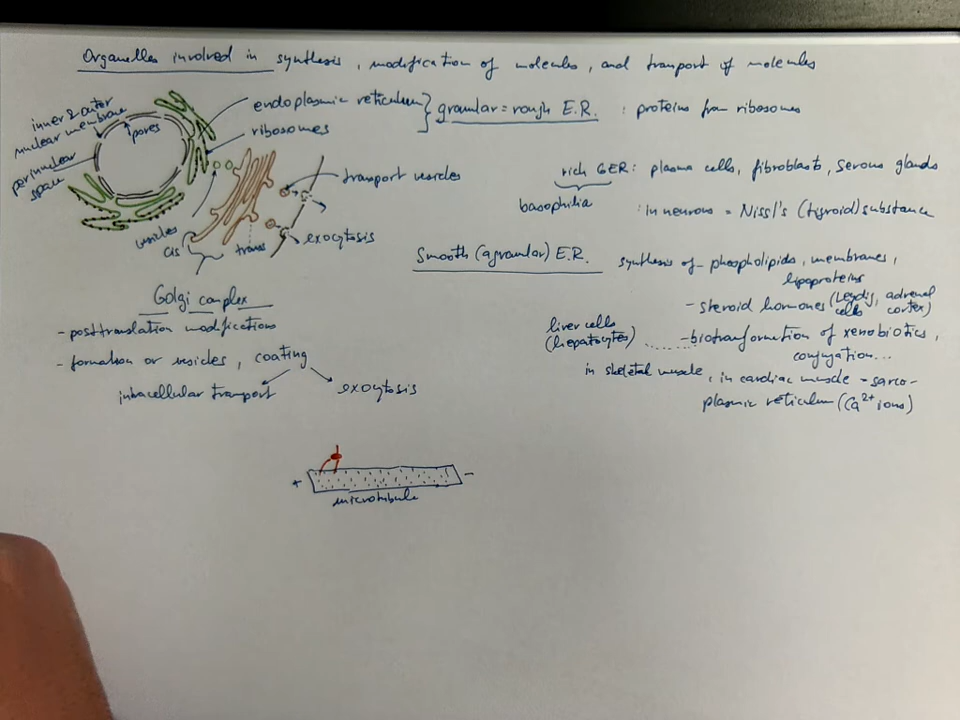 Organelles involved in synthesis, modification of molecules, and transport of molecules
inner & outer
nuclear membrane
pores
perinuclear
space
endoplasmic reticulum } granular = rough E.R. : proteins from ribosomes
ribosomes
transport vesicles
exocytosis
vesicles
cis
trans
rich GER: plasma cells, fibroblasts, serous glands
basophilia
: in neurons = Nissl's (tigroid) substance
Smooth (agranular) E.R. synthesis of - phospholipids, membranes,
lipoproteins
- steroid hormones (Leydig cells, adrenal cortex)
liver cells
(hepatocytes) ....... - biotransformation of xenobiotics,
conjugation...
in skeletal muscle, in cardiac muscle = sarco-
plasmic reticulum (Ca2+ ions)
Golgi complex
- posttranslation modifications
- formation or vesicles, coating
intracellular transport
exocytosis
+ -
microtubule